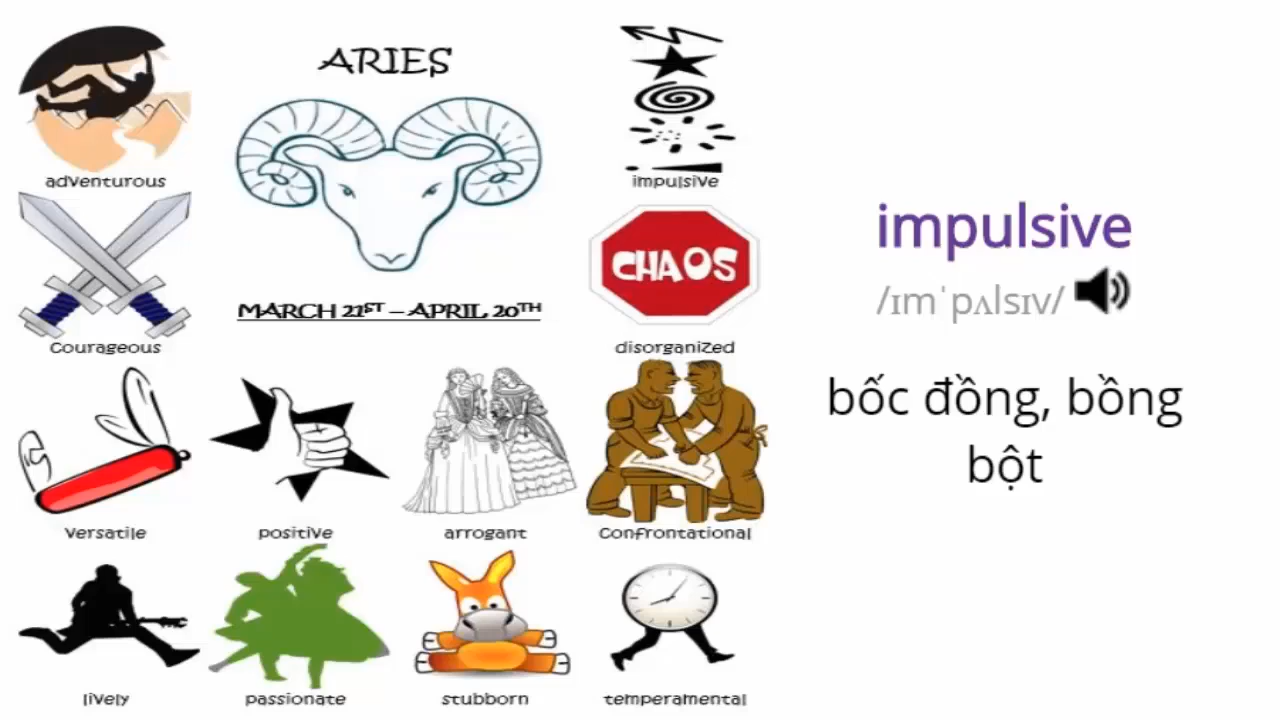 ARIES
adventurous
impulsive
MARCH 21ST – APRIL 20TH
CHAOS
Courageous
disorganized
Versatile
positive
arrogant
Confrontational
lively
passionate
stubborn
temperamental
impulsive
/ɪmˈpʌlsɪv/
bốc đồng, bồng
bột